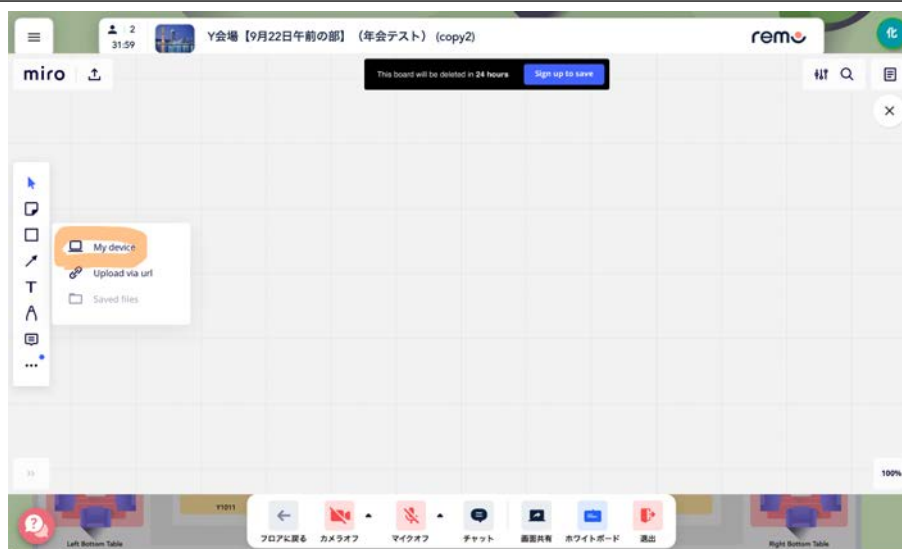 2
31:59
Y会場【9月22日午前の部】（年会テスト）(copy2)
remo
化
miro
This board will be deleted in 24 hours
Sign up to save
My device
Upload via url
Saved files
T
100%
Y1011
Left Bottom Table
フロアに戻る
カメラオフ
マイクオフ
チャット
画面共有
ホワイトボード
退出
Right Bottom Table